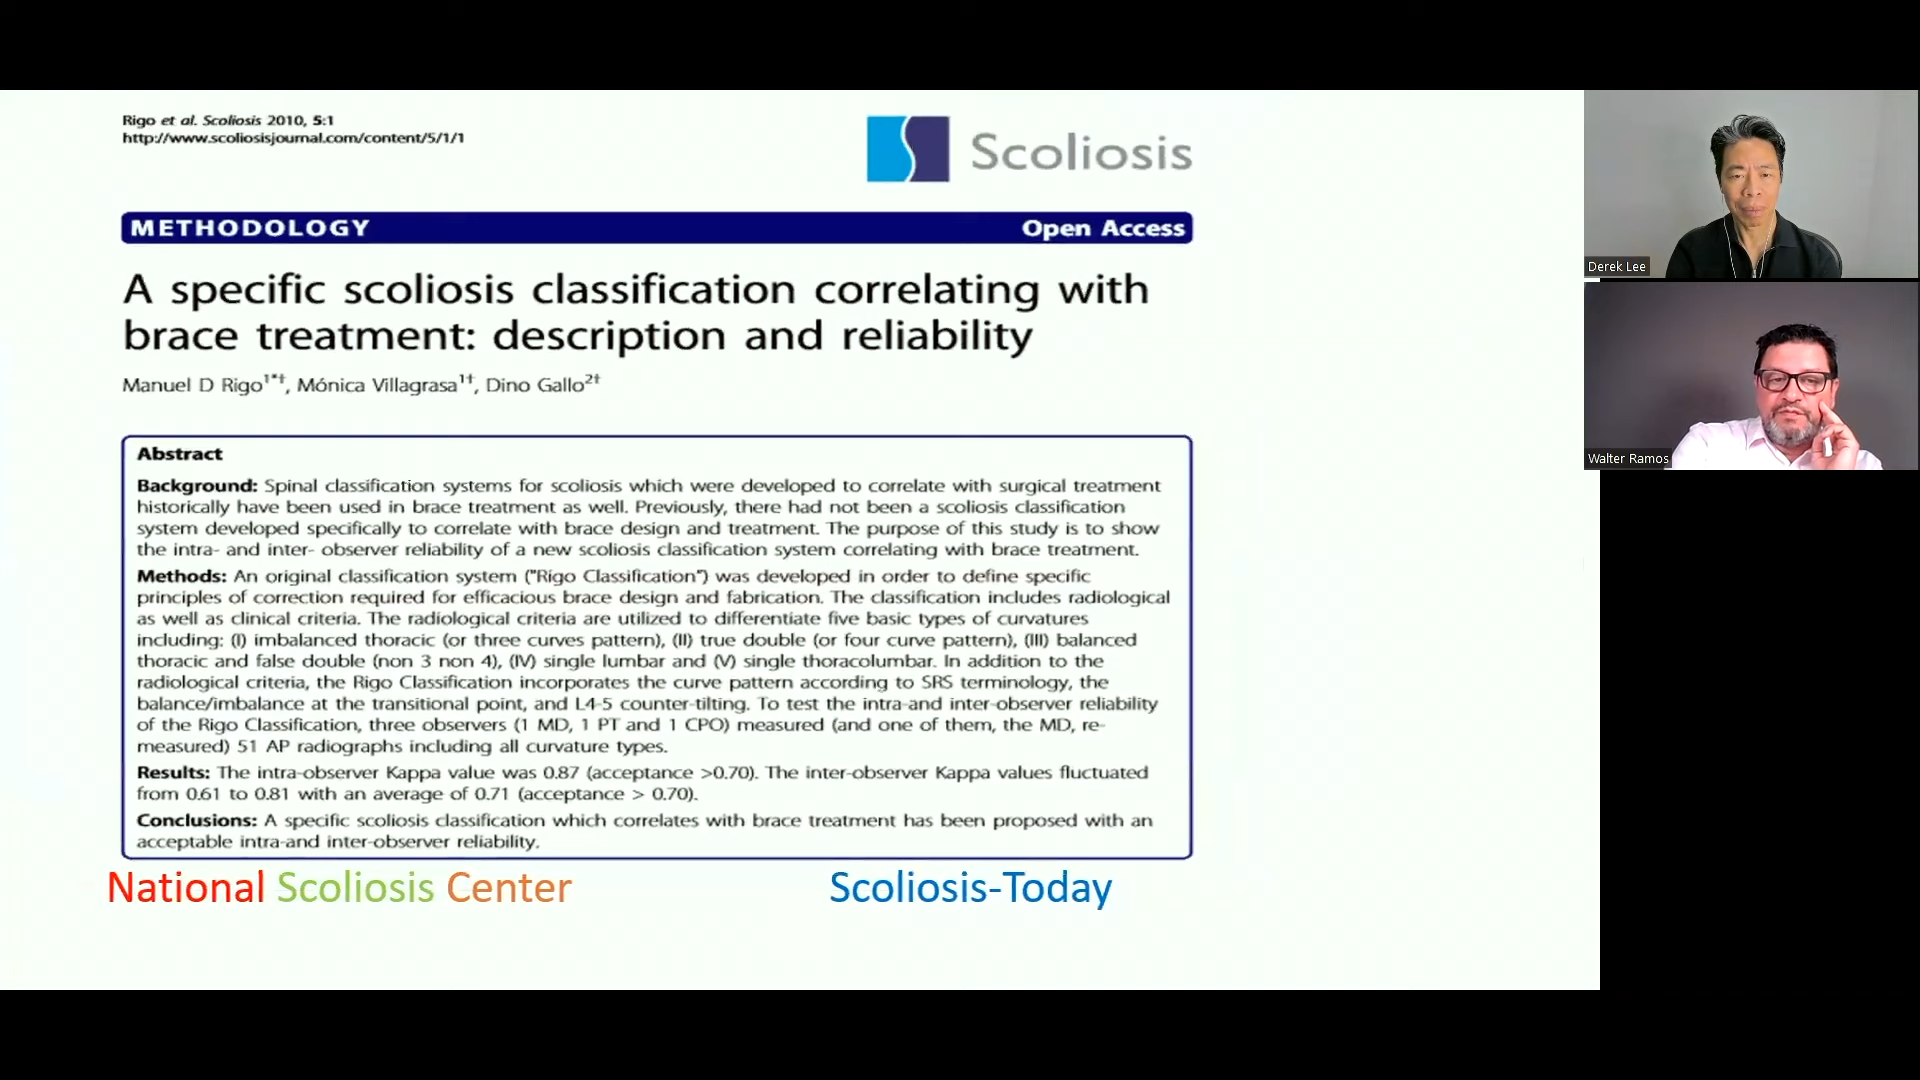 Rigo et al. Scoliosis 2010, 5:1
http://www.scoliosisjournal.com/content/5/1/1
Scoliosis
METHODOLOGY
Open Access
A specific scoliosis classification correlating with
brace treatment: description and reliability
Manuel D Rigo1*†, Mónica Villagrasa1†, Dino Gallo2†
Abstract
Background: Spinal classification systems for scoliosis which were developed to correlate with surgical treatment
historically have been used in brace treatment as well. Previously, there had not been a scoliosis classification
system developed specifically to correlate with brace design and treatment. The purpose of this study is to show
the intra- and inter- observer reliability of a new scoliosis classification system correlating with brace treatment.
Methods: An original classification system ("Rigo Classification") was developed in order to define specific
principles of correction required for efficacious brace design and fabrication. The classification includes radiological
as well as clinical criteria. The radiological criteria are utilized to differentiate five basic types of curvatures
including: (I) imbalanced thoracic (or three curves pattern), (II) true double (or four curve pattern), (III) balanced
thoracic and false double (non 3 non 4), (IV) single lumbar and (V) single thoracolumbar. In addition to the
radiological criteria, the Rigo Classification incorporates the curve pattern according to SRS terminology, the
balance/imbalance at the transitional point, and L4-5 counter-tilting. To test the intra-and inter-observer reliability
of the Rigo Classification, three observers (1 MD, 1 PT and 1 CPO) measured (and one of them, the MD, re-
measured) 51 AP radiographs including all curvature types.
Results: The intra-observer Kappa value was 0.87 (acceptance >0.70). The inter-observer Kappa values fluctuated
from 0.61 to 0.81 with an average of 0.71 (acceptance > 0.70).
Conclusions: A specific scoliosis classification which correlates with brace treatment has been proposed with an
acceptable intra-and inter-observer reliability.
National Scoliosis Center
Scoliosis-Today
Derek Lee
Walter Ramos